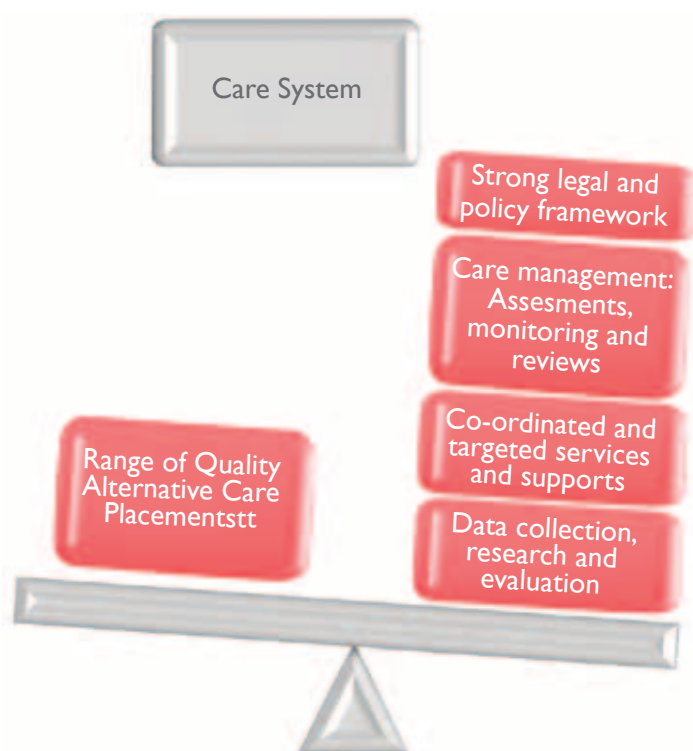 Care System
Strong legal and
policy framework
Care management:
Assesments,
monitoring and
reviews
Co-ordinated and
targeted services
and supports
Data collection,
research and
evaluation
Range of Quality
Alternative Care
Placementstt